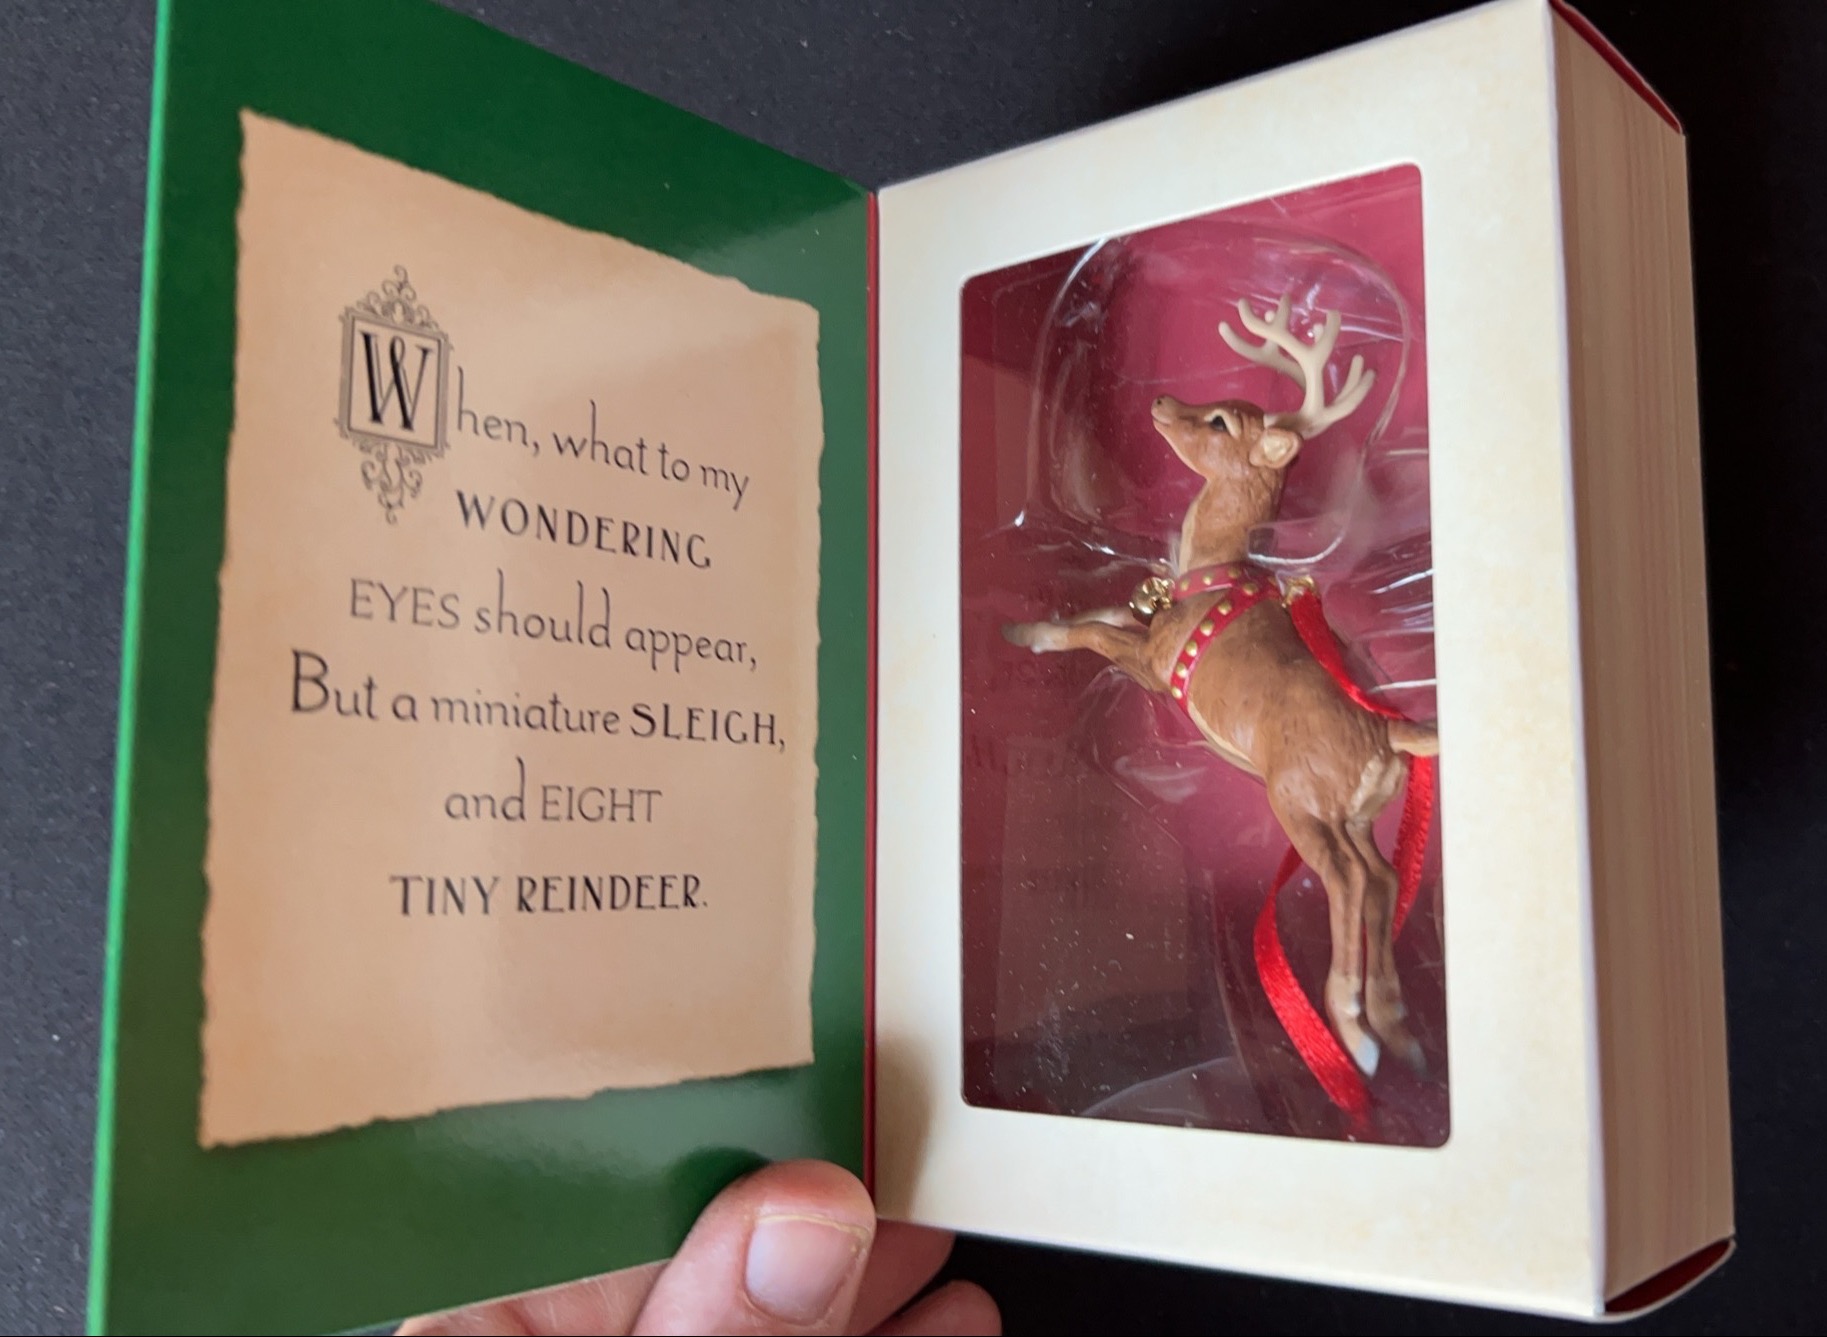 When, what to my
WONDERING
EYES should appear,
But a miniature SLEIGH,
and EIGHT
TINY REINDEER.